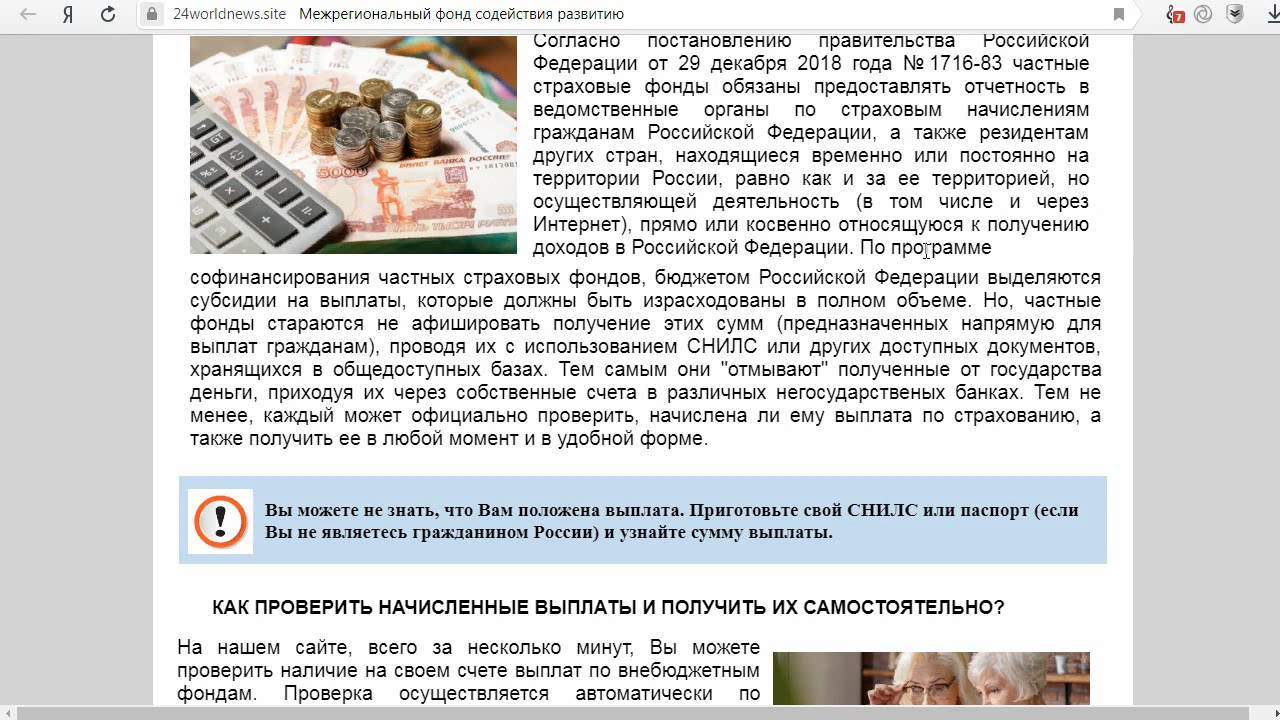 24worldnews.site Межрегиональный фонд содействия развитию
7
Согласно постановлению правительства Российской
Федерации от 29 декабря 2018 года №1716-83 частные
страховые фонды обязаны предоставлять отчетность в
ведомственные органы по страховым начислениям
гражданам Российской Федерации, а также резидентам
других стран, находящиеся временно или постоянно на
территории России, равно как и за ее территорией, но
осуществляющей деятельность (в том числе и через
Интернет), прямо или косвенно относящуюся к получению
доходов в Российской Федерации. По программе
софинансирования частных страховых фондов, бюджетом Российской Федерации выделяются
субсидии на выплаты, которые должны быть израсходованы в полном объеме. Но, частные
фонды стараются не афишировать получение этих сумм (предназначенных напрямую для
выплат гражданам), проводя их с использованием СНИЛС или других доступных документов,
хранящихся в общедоступных базах. Тем самым они "отмывают" полученные от государства
деньги, приходуя их через собственные счета в различных негосударственых банках. Тем не
менее, каждый может официально проверить, начислена ли ему выплата по страхованию, а
также получить ее в любой момент и в удобной форме.
Вы можете не знать, что Вам положена выплата. Приготовьте свой СНИЛС или паспорт (если
Вы не являетесь гражданином России) и узнайте сумму выплаты.
КАК ПРОВЕРИТЬ НАЧИСЛЕННЫЕ ВЫПЛАТЫ И ПОЛУЧИТЬ ИХ САМОСТОЯТЕЛЬНО?
На нашем сайте, всего за несколько минут, Вы можете
проверить наличие на своем счете выплат по внебюджетным
фондам. Проверка осуществляется автоматически по